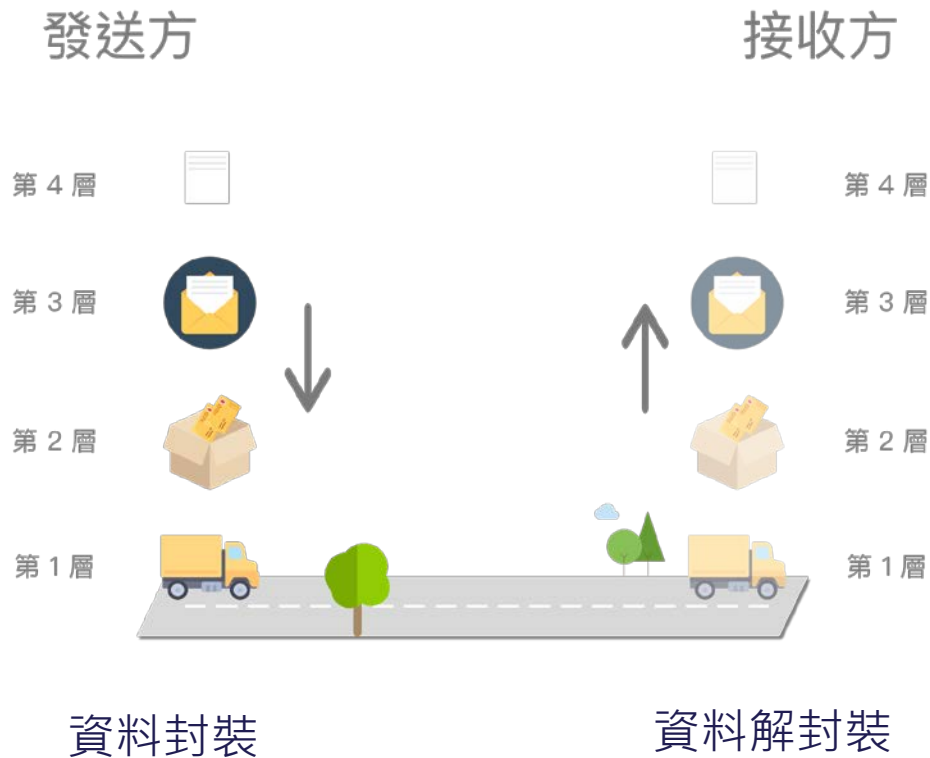 發送方
接收方
第 4 層
第 4 層
第 3 層
第 3 層
第 2 層
第 2 層
第 1 層
第 1 層
資料封裝
資料解封裝